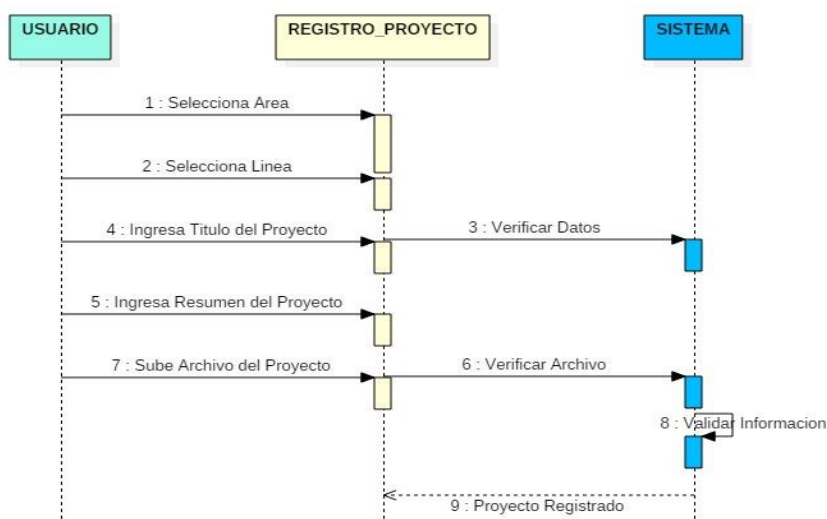 USUARIO
REGISTRO_PROYECTO
SISTEMA
1 : Selecciona Area
2 : Selecciona Linea
4 : Ingresa Titulo del Proyecto
3 : Verificar Datos
5 : Ingresa Resumen del Proyecto
7 : Sube Archivo del Proyecto
6 : Verificar Archivo
8 : Validar Informacion
9 : Proyecto Registrado